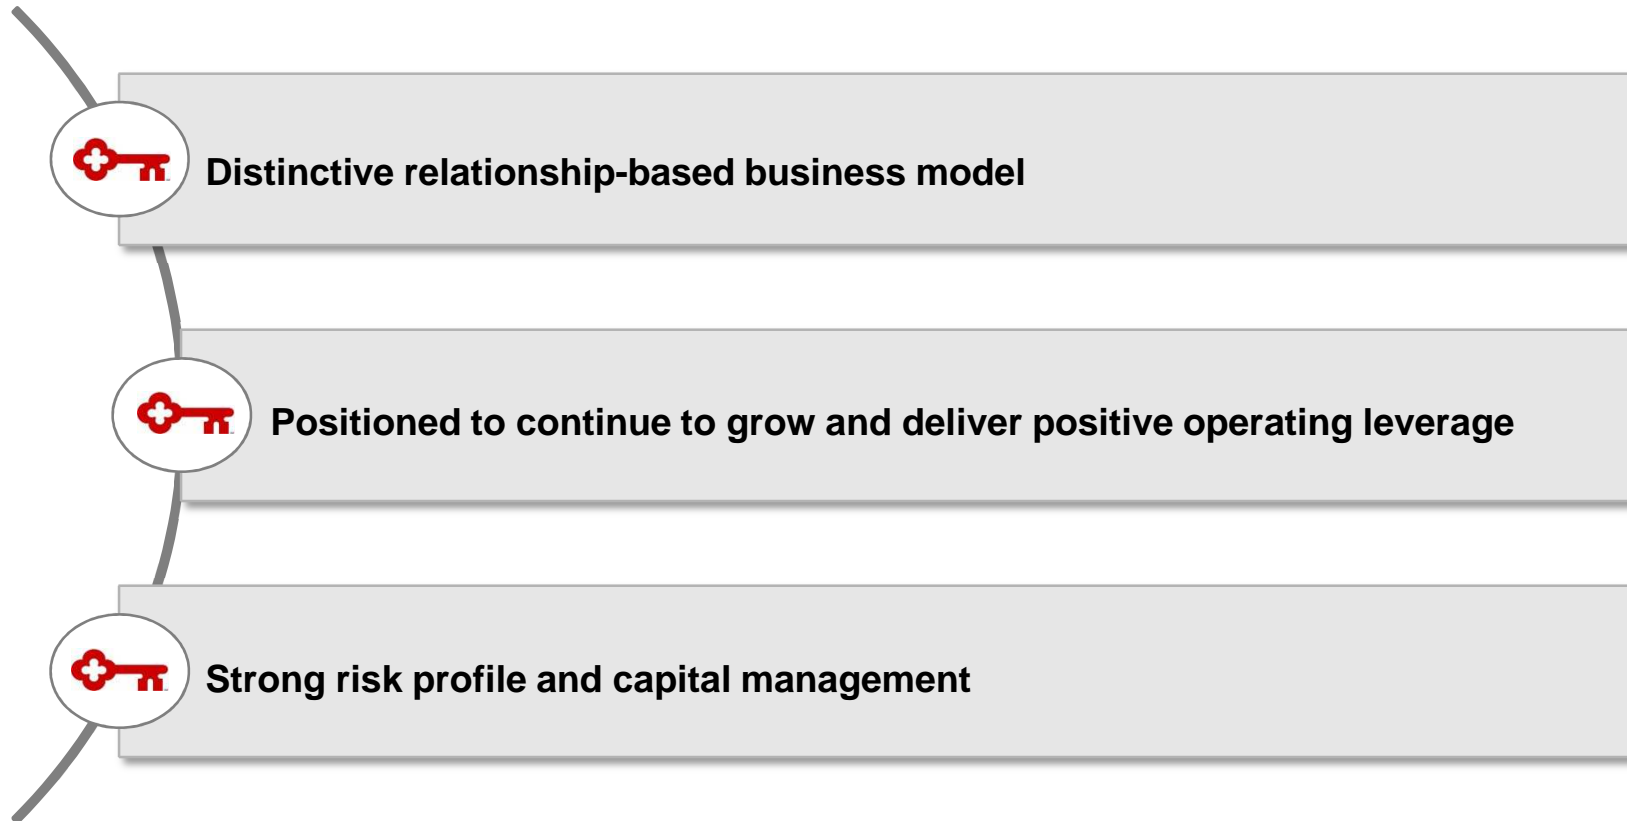 Distinctive relationship-based business model
Positioned to continue to grow and deliver positive operating leverage
Strong risk profile and capital management